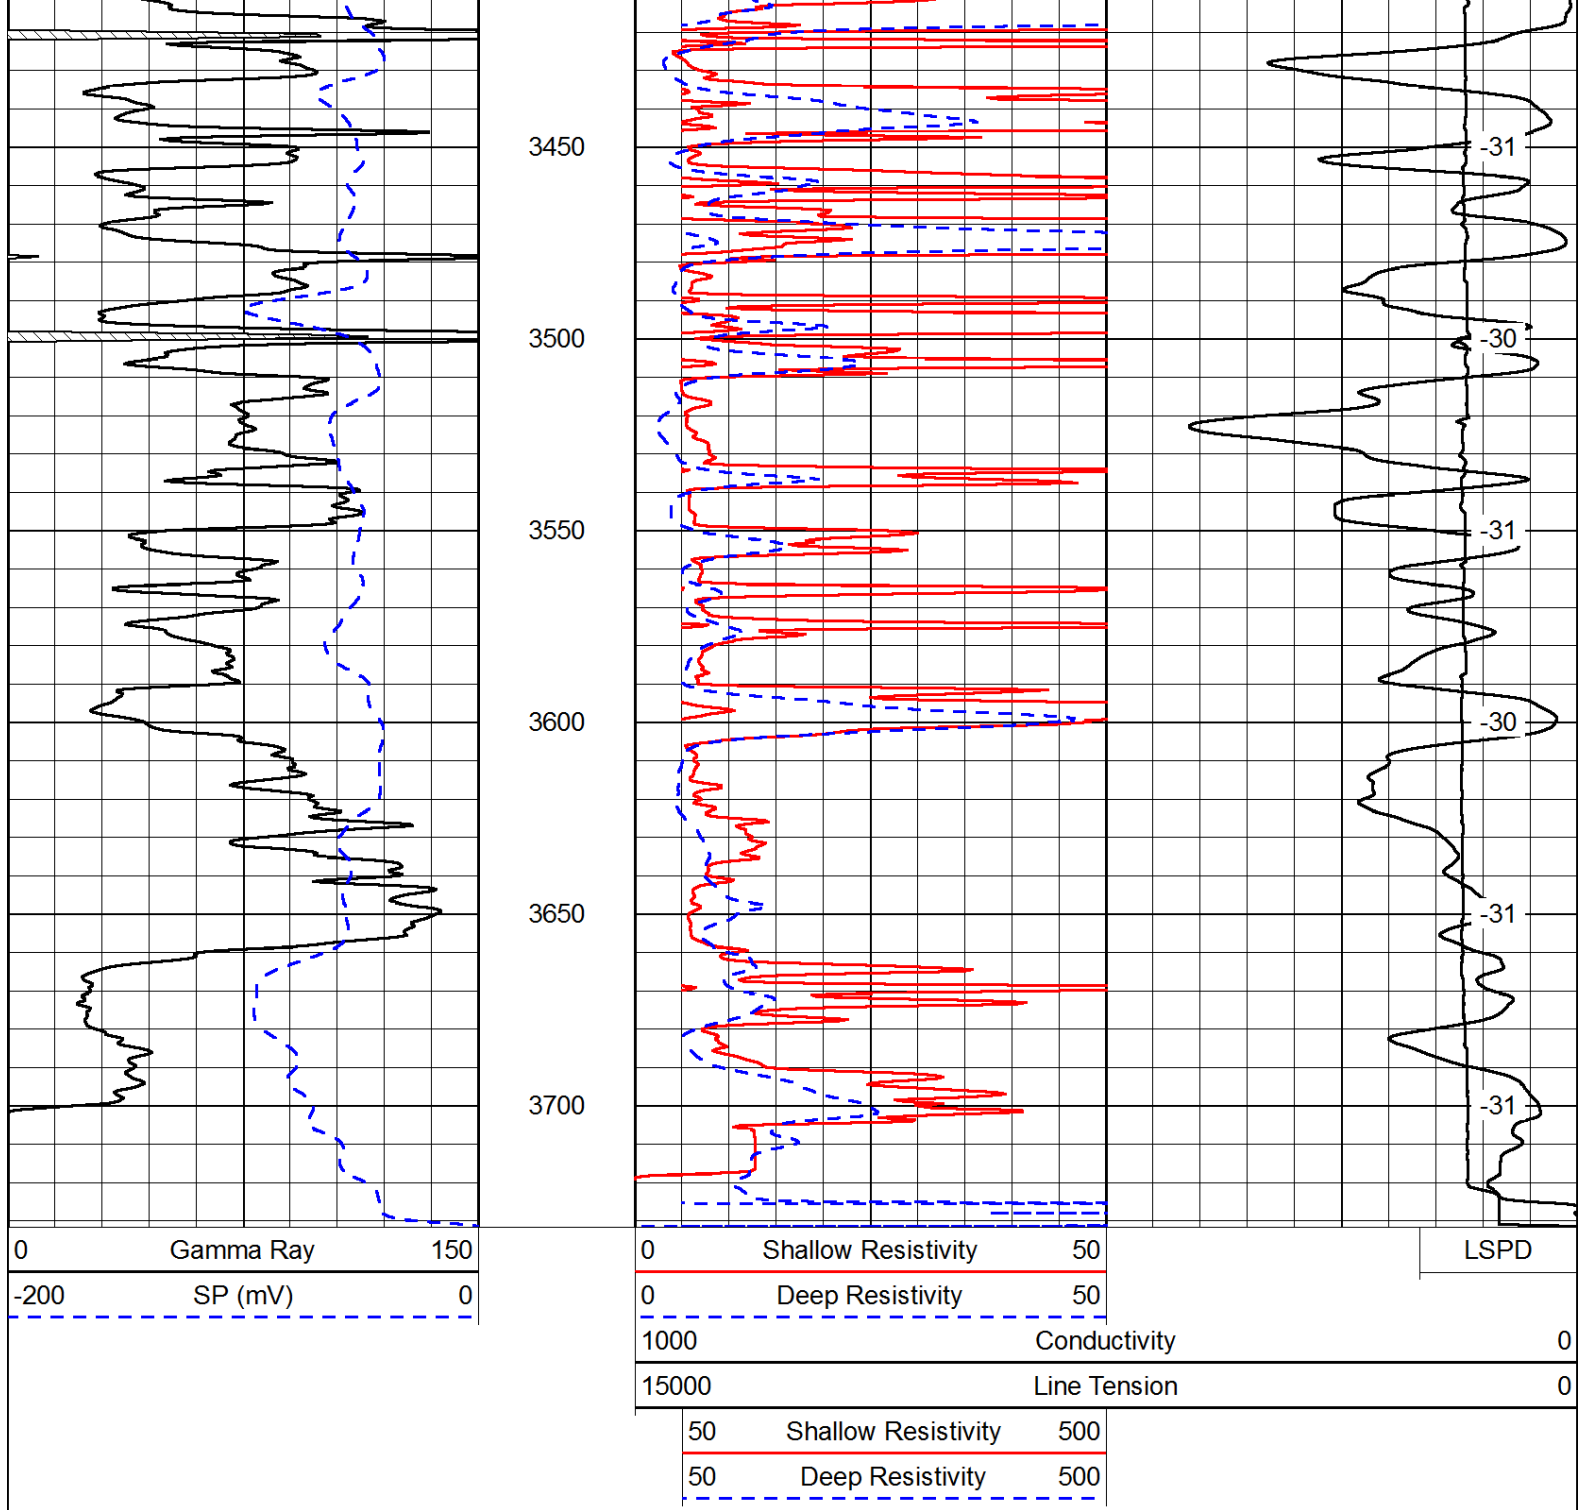 3450 -31
3500 -30
3550 -31
3600 -30
3650 -31
3700 -31
0 Gamma Ray 150
0 Shallow Resistivity 50
LSPD
-200 SP (mV) 0
0 Deep Resistivity 50
1000 Conductivity 0
15000 Line Tension 0
50 Shallow Resistivity 500
50 Deep Resistivity 500